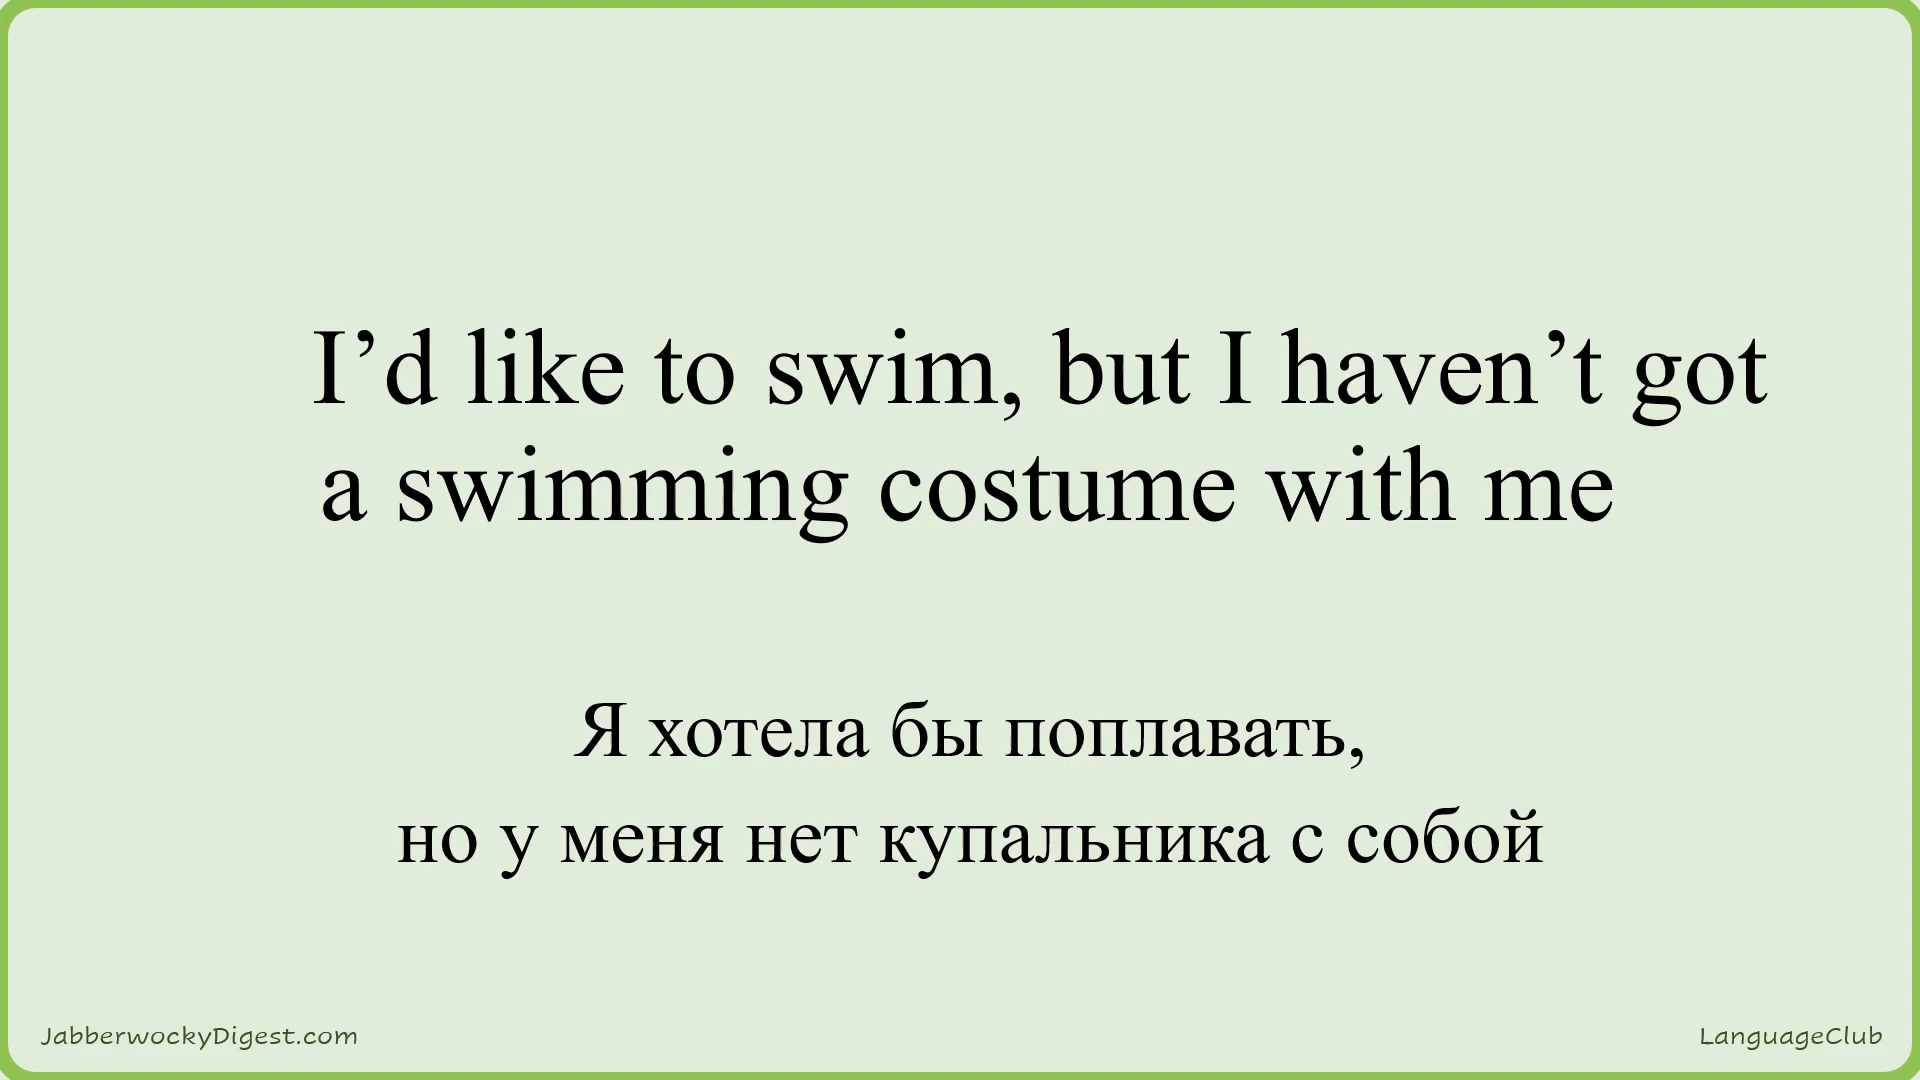 I’d like to swim, but I haven’t got
a swimming costume with me
Я хотела бы поплавать,
но у меня нет купальника с собой
JabberwockyDigest.com
LanguageClub